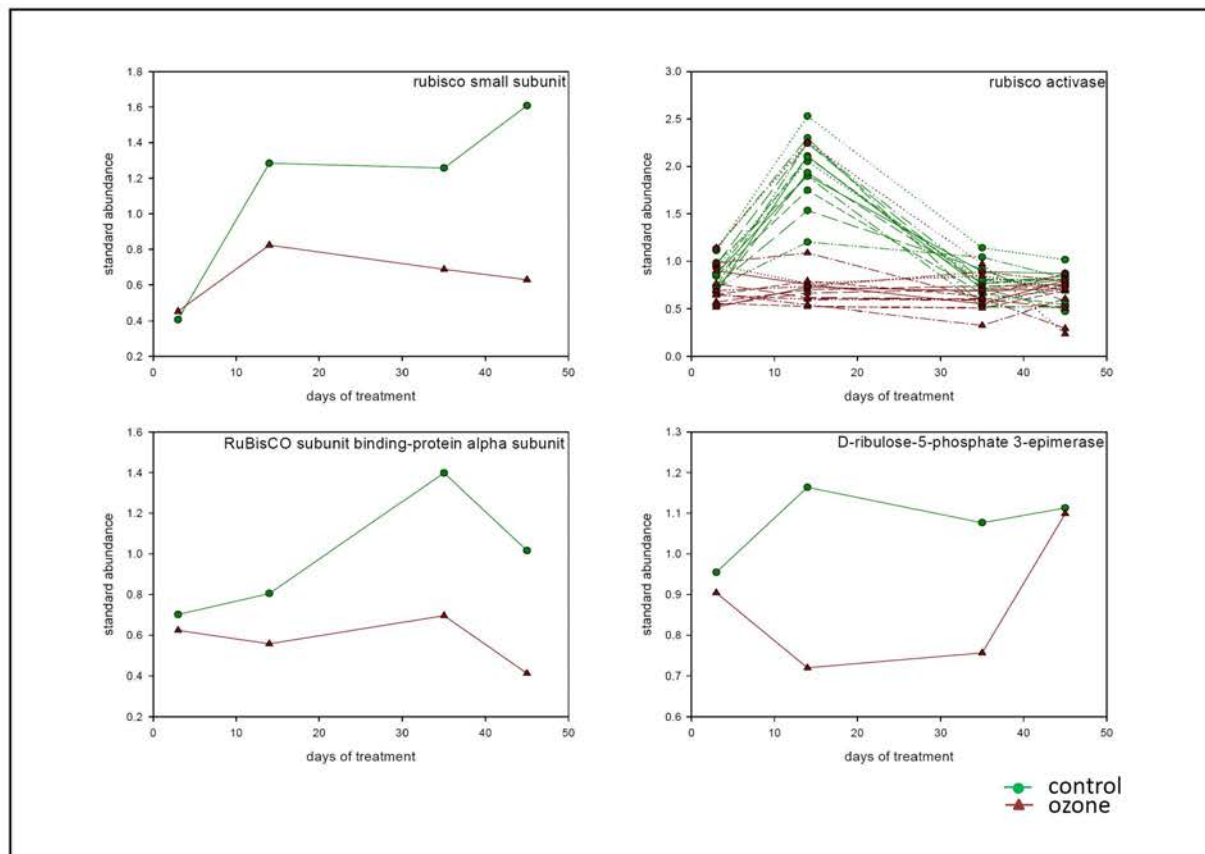 rubisco small subunit
1.8
1.6
1.4
1.2
1.0
0.8
0.6
0.4
0.2
standard abundance
0 10 20 30 40 50
days of treatment
rubisco activase
3.0
2.5
2.0
1.5
1.0
0.5
0.0
standard abundance
0 10 20 30 40 50
days of treatment
RuBisCO subunit binding-protein alpha subunit
1.6
1.4
1.2
1.0
0.8
0.6
0.4
0.2
standard abundance
0 10 20 30 40 50
days of treatment
D-ribulose-5-phosphate 3-epimerase
1.3
1.2
1.1
1.0
0.9
0.8
0.7
0.6
standard abundance
0 10 20 30 40 50
days of treatment
control
ozone